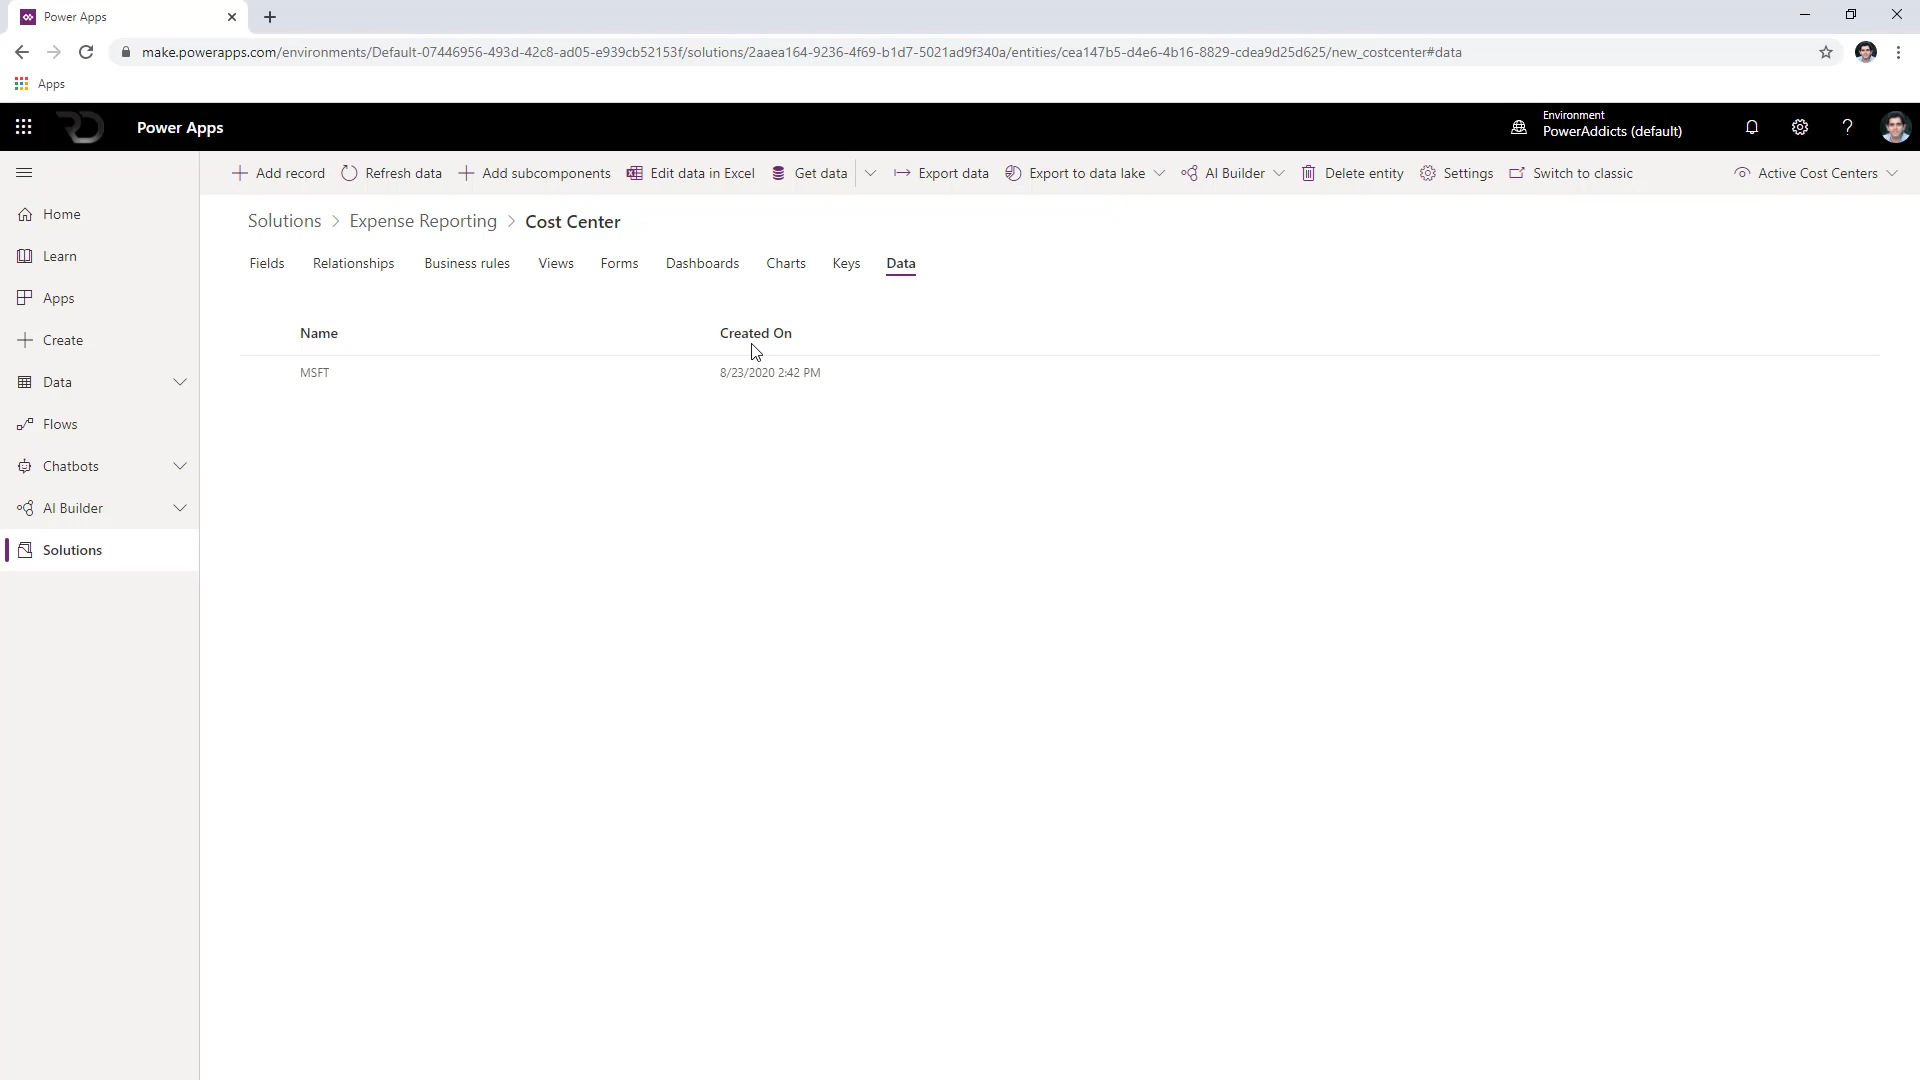 Power Apps
make.powerapps.com/environments/Default-07446956-493d-42c8-ad05-e939cb52153f/solutions/2aaea164-9236-4f69-b1d7-5021ad9f340a/entities/cea147b5-d4e6-4b16-8829-cdea9d25d625/new_costcenter#data
Apps
Power Apps
Environment
PowerAddicts (default)
Add record Refresh data Add subcomponents Edit data in Excel Get data Export data Export to data lake AI Builder Delete entity Settings Switch to classic Active Cost Centers
Home
Learn
Apps
Create
Data
Flows
Chatbots
AI Builder
Solutions
Solutions > Expense Reporting > Cost Center
Fields Relationships Business rules Views Forms Dashboards Charts Keys Data
Name Created On
MSFT 8/23/2020 2:42 PM